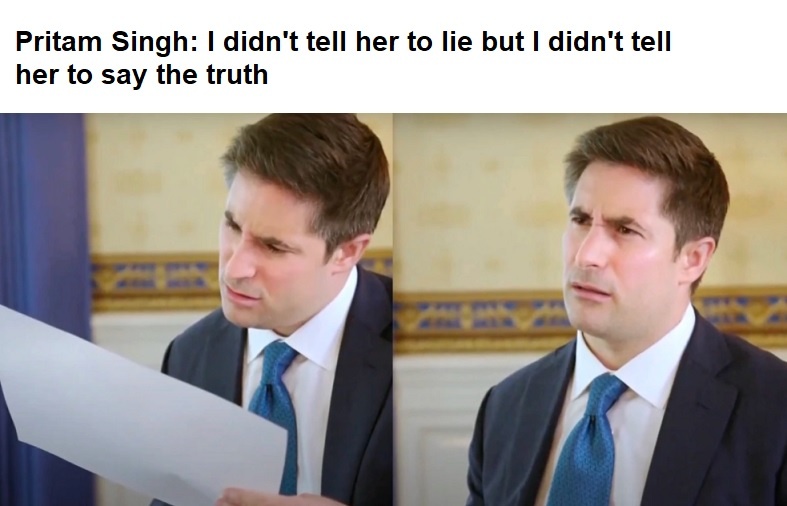 Pritam Singh: I didn't tell her to lie but I didn't tell
her to say the truth